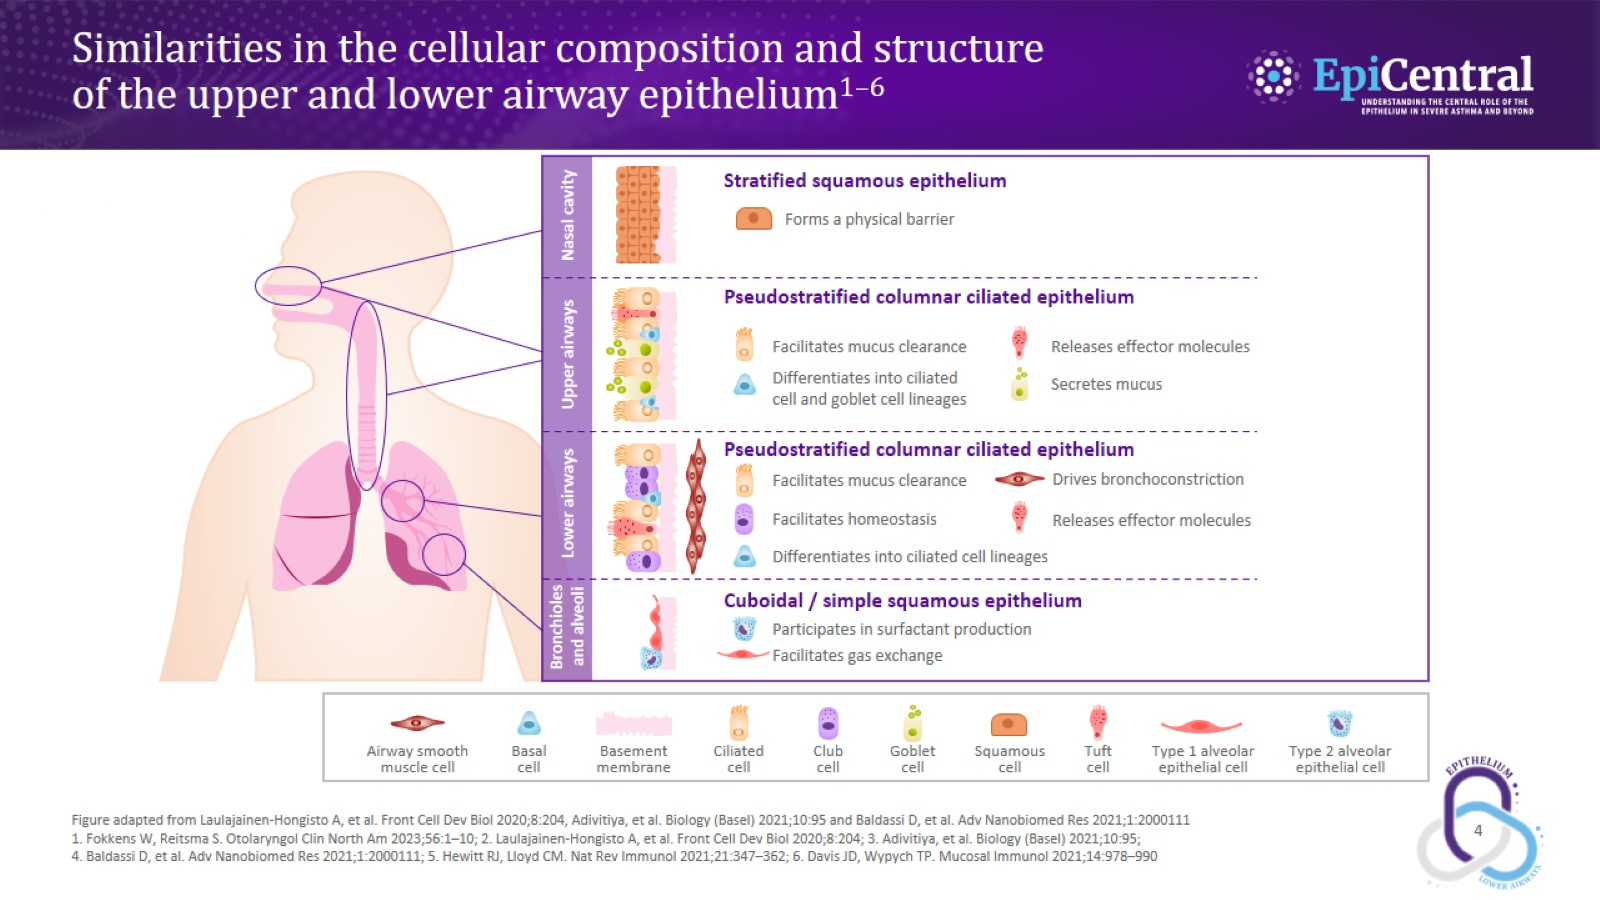 Similarities in the cellular composition and structure
of the upper and lower airway epithelium1–6
EpiCentral
UNDERSTANDING THE CENTRAL ROLE OF THE
EPITHELIUM IN SEVERE ASTHMA AND BEYOND
Nasal cavity
Stratified squamous epithelium
Forms a physical barrier
Upper airways
Pseudostratified columnar ciliated epithelium
Facilitates mucus clearance
Releases effector molecules
Differentiates into ciliated
cell and goblet cell lineages
Secretes mucus
Lower airways
Pseudostratified columnar ciliated epithelium
Facilitates mucus clearance
Drives bronchoconstriction
Facilitates homeostasis
Releases effector molecules
Differentiates into ciliated cell lineages
Bronchioles
and alveoli
Cuboidal / simple squamous epithelium
Participates in surfactant production
Facilitates gas exchange
Airway smooth
muscle cell
Basal
cell
Basement
membrane
Ciliated
cell
Club
cell
Goblet
cell
Squamous
cell
Tuft
cell
Type 1 alveolar
epithelial cell
Type 2 alveolar
epithelial cell
Figure adapted from Laulajainen-Hongisto A, et al. Front Cell Dev Biol 2020;8:204, Adivitiya, et al. Biology (Basel) 2021;10:95 and Baldassi D, et al. Adv Nanobiomed Res 2021;1:2000111
1. Fokkens W, Reitsma S. Otolaryngol Clin North Am 2023;56:1–10; 2. Laulajainen-Hongisto A, et al. Front Cell Dev Biol 2020;8:204; 3. Adivitiya, et al. Biology (Basel) 2021;10:95;
4. Baldassi D, et al. Adv Nanobiomed Res 2021;1:2000111; 5. Hewitt RJ, Lloyd CM. Nat Rev Immunol 2021;21:347–362; 6. Davis JD, Wypych TP. Mucosal Immunol 2021;14:978–990
EPITHELIUM
4
LOWER AIRWAYS